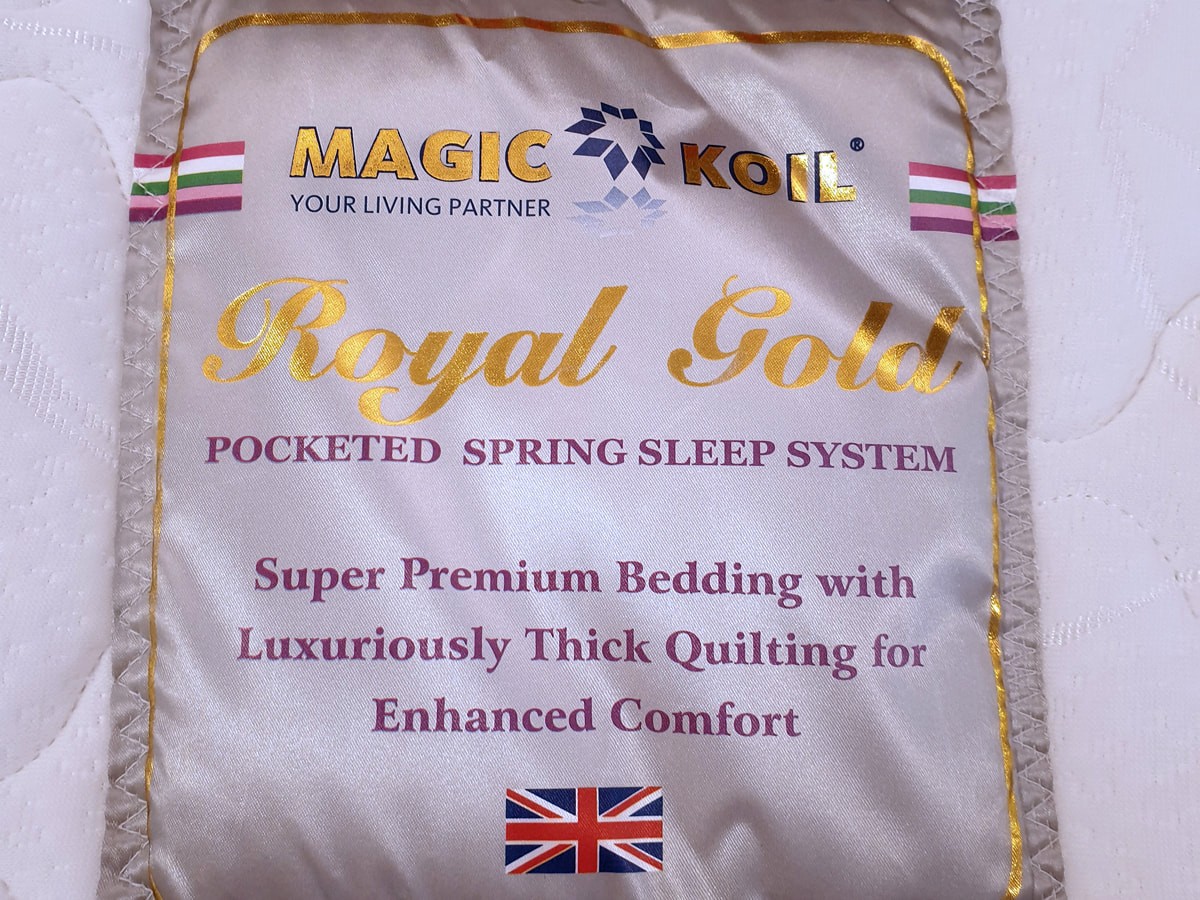 MAGIC KOIL®
YOUR LIVING PARTNER
Royal Gold
POCKETED SPRING SLEEP SYSTEM
Super Premium Bedding with
Luxuriously Thick Quilting for
Enhanced Comfort